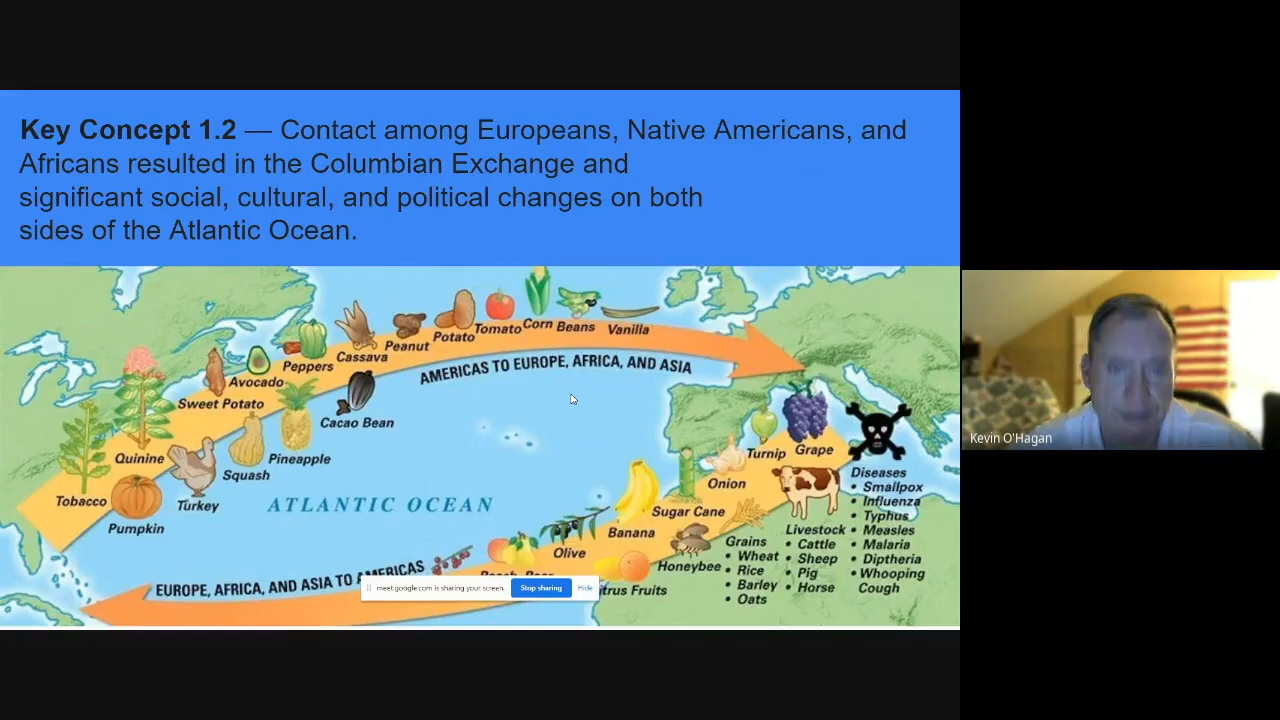 Key Concept 1.2 — Contact among Europeans, Native Americans, and
Africans resulted in the Columbian Exchange and
significant social, cultural, and political changes on both
sides of the Atlantic Ocean.
Tomato
Corn
Beans
Vanilla
Potato
Peanut
Cassava
Peppers
Avocado
Sweet Potato
AMERICAS TO EUROPE, AFRICA, AND ASIA
Cacao Bean
Quinine
Pineapple
Squash
Turkey
Tobacco
Pumpkin
ATLANTIC OCEAN
Turnip
Grape
Onion
Sugar Cane
Banana
Olive
Honeybee
Grains
• Wheat
• Rice
• Barley
• Oats
Livestock
• Cattle
• Sheep
• Pig
• Horse
Diseases
• Smallpox
• Influenza
• Typhus
• Measles
• Malaria
• Diptheria
• Whooping
Cough
trus Fruits
EUROPE, AFRICA, AND ASIA TO AMERICAS
meet.google.com is sharing your screen.
Stop sharing
Hide
Kevin O'Hagan